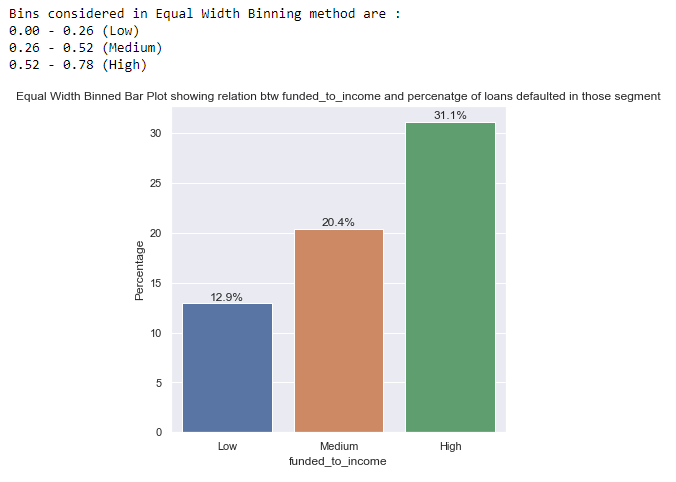 Bins considered in Equal Width Binning method are :
0.00 - 0.26 (Low)
0.26 - 0.52 (Medium)
0.52 - 0.78 (High)
Equal Width Binned Bar Plot showing relation btw funded_to_income and percenatge of loans defaulted in those segment
31.1%
30
25
20.4%
20
Percentage
15
12.9%
10
5
0
Low Medium High
funded_to_income